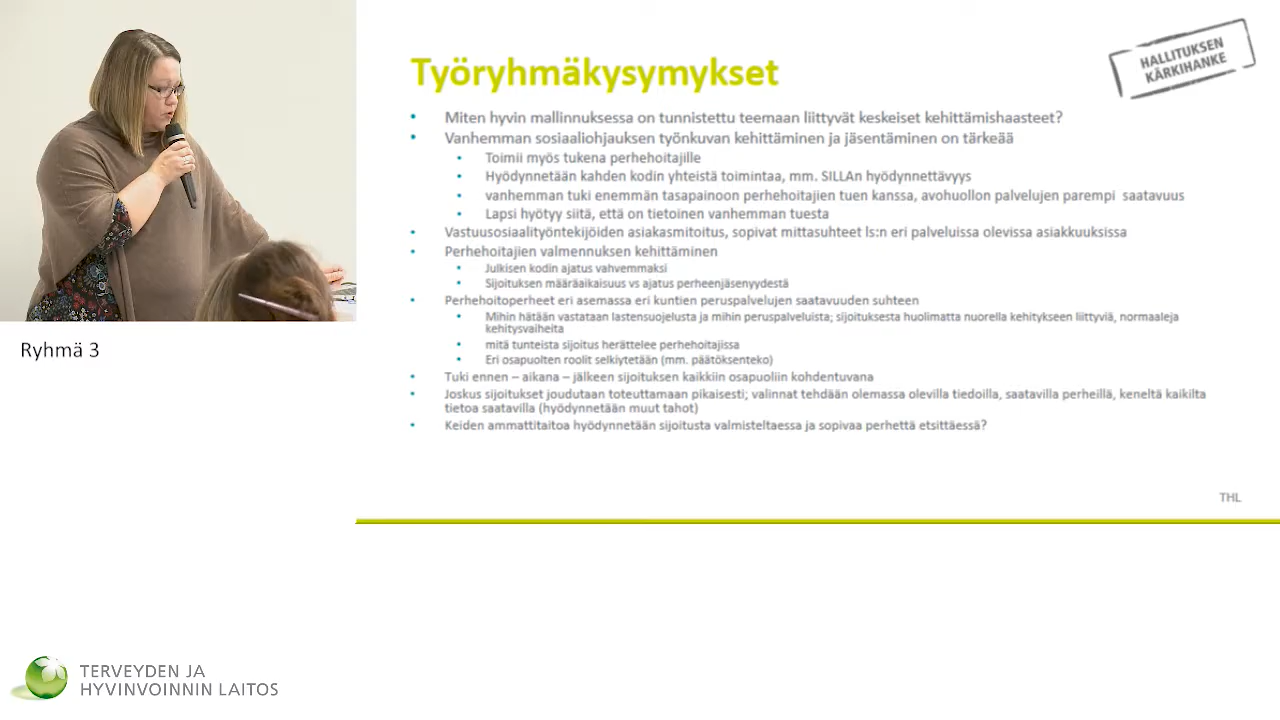 HALLITUKSEN
KÄRKIHANKE
Työryhmäkysymykset
Miten hyvin mallinnuksessa on tunnistettu teemaan liittyvät keskeiset kehittämishaasteet?
Vanhemman sosiaaliohjauksen työnkuvan kehittäminen ja jäsentäminen on tärkeää
Toimii myös tukena perhehoitajille
Hyödynnetään kahden kodin yhteistä toimintaa, mm. SILLAn hyödynnettävyys
vanhemman tuki enemmän tasapainoon perhehoitajien tuen kanssa, avohuollon palvelujen parempi saatavuus
Lapsi hyötyy siitä, että on tietoinen vanhemman tuesta
Vastuusosiaalityöntekijöiden asiakasmitoitus, sopivat mittasuhteet ls:n eri palveluissa olevissa asiakkuuksissa
Perhehoitajien valmennuksen kehittäminen
Julkisen kodin ajatus vahvemmaksi
Sijoituksen määräaikaisuus vs ajatus perheenjäsenyydestä
Perhehoitoperheet eri asemassa eri kuntien peruspalvelujen saatavuuden suhteen
Mihin hätään vastataan lastensuojelusta ja mihin peruspalveluista; sijoituksesta huolimatta nuorella kehitykseen liittyviä, normaaleja
kehitysvaiheita
mitä tunteista sijoitus herättelee perhehoitajissa
Eri osapuolten roolit selkiytetään (mm. päätöksenteko)
Tuki ennen – aikana – jälkeen sijoituksen kaikkiin osapuoliin kohdentuvana
Joskus sijoitukset joudutaan toteuttamaan pikaisesti; valinnat tehdään olemassa olevilla tiedoilla, saatavilla perheillä, keneltä kaikilta
tietoa saatavilla (hyödynnetään muut tahot)
Keiden ammattitaitoa hyödynnetään sijoitusta valmisteltaessa ja sopivaa perhettä etsittäessä?
THL
Ryhmä 3
TERVEYDEN JA
HYVINVOINNIN LAITOS